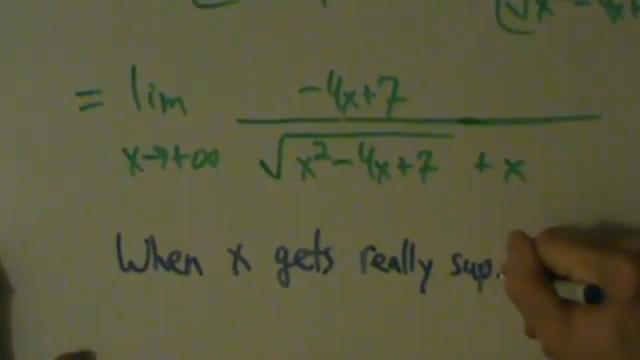 = lim -4x+7
x→+∞ √x²-4x+7 + x
When x gets really sup